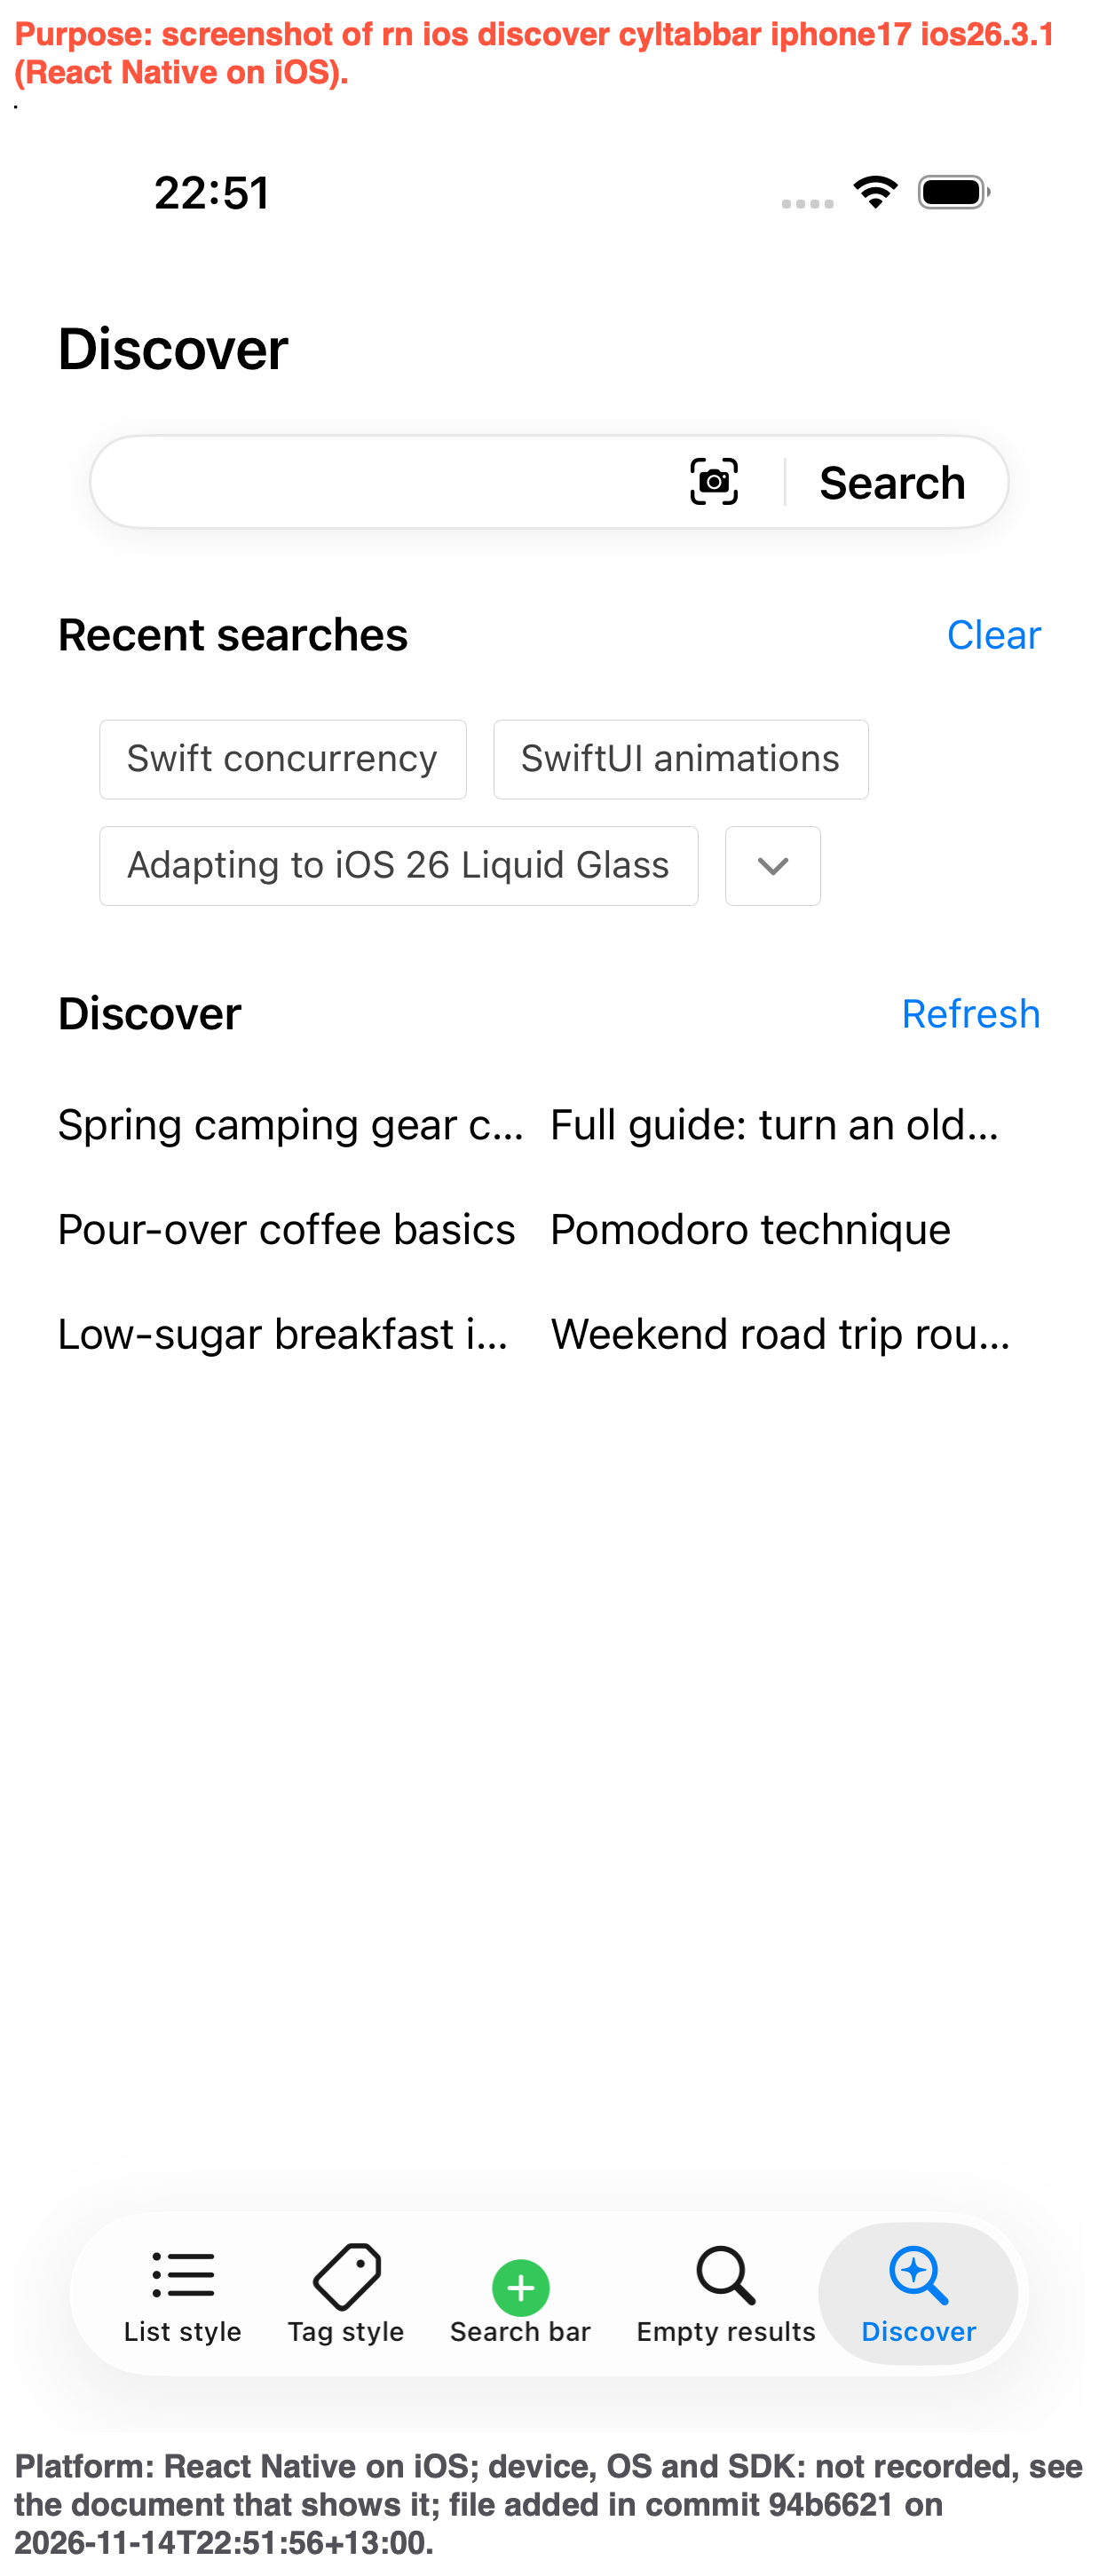 Purpose: screenshot of rn ios discover cyltabbar iphone17 ios26.3.1
(React Native on iOS).
.
22:51
Discover
Search
Recent searches Clear
Swift concurrency SwiftUI animations
Adapting to iOS 26 Liquid Glass
Discover Refresh
Spring camping gear c... Full guide: turn an old...
Pour-over coffee basics Pomodoro technique
Low-sugar breakfast i... Weekend road trip rou...
List style Tag style Search bar Empty results Discover
Platform: React Native on iOS; device, OS and SDK: not recorded, see
the document that shows it; file added in commit 94b6621 on
2026-11-14T22:51:56+13:00.